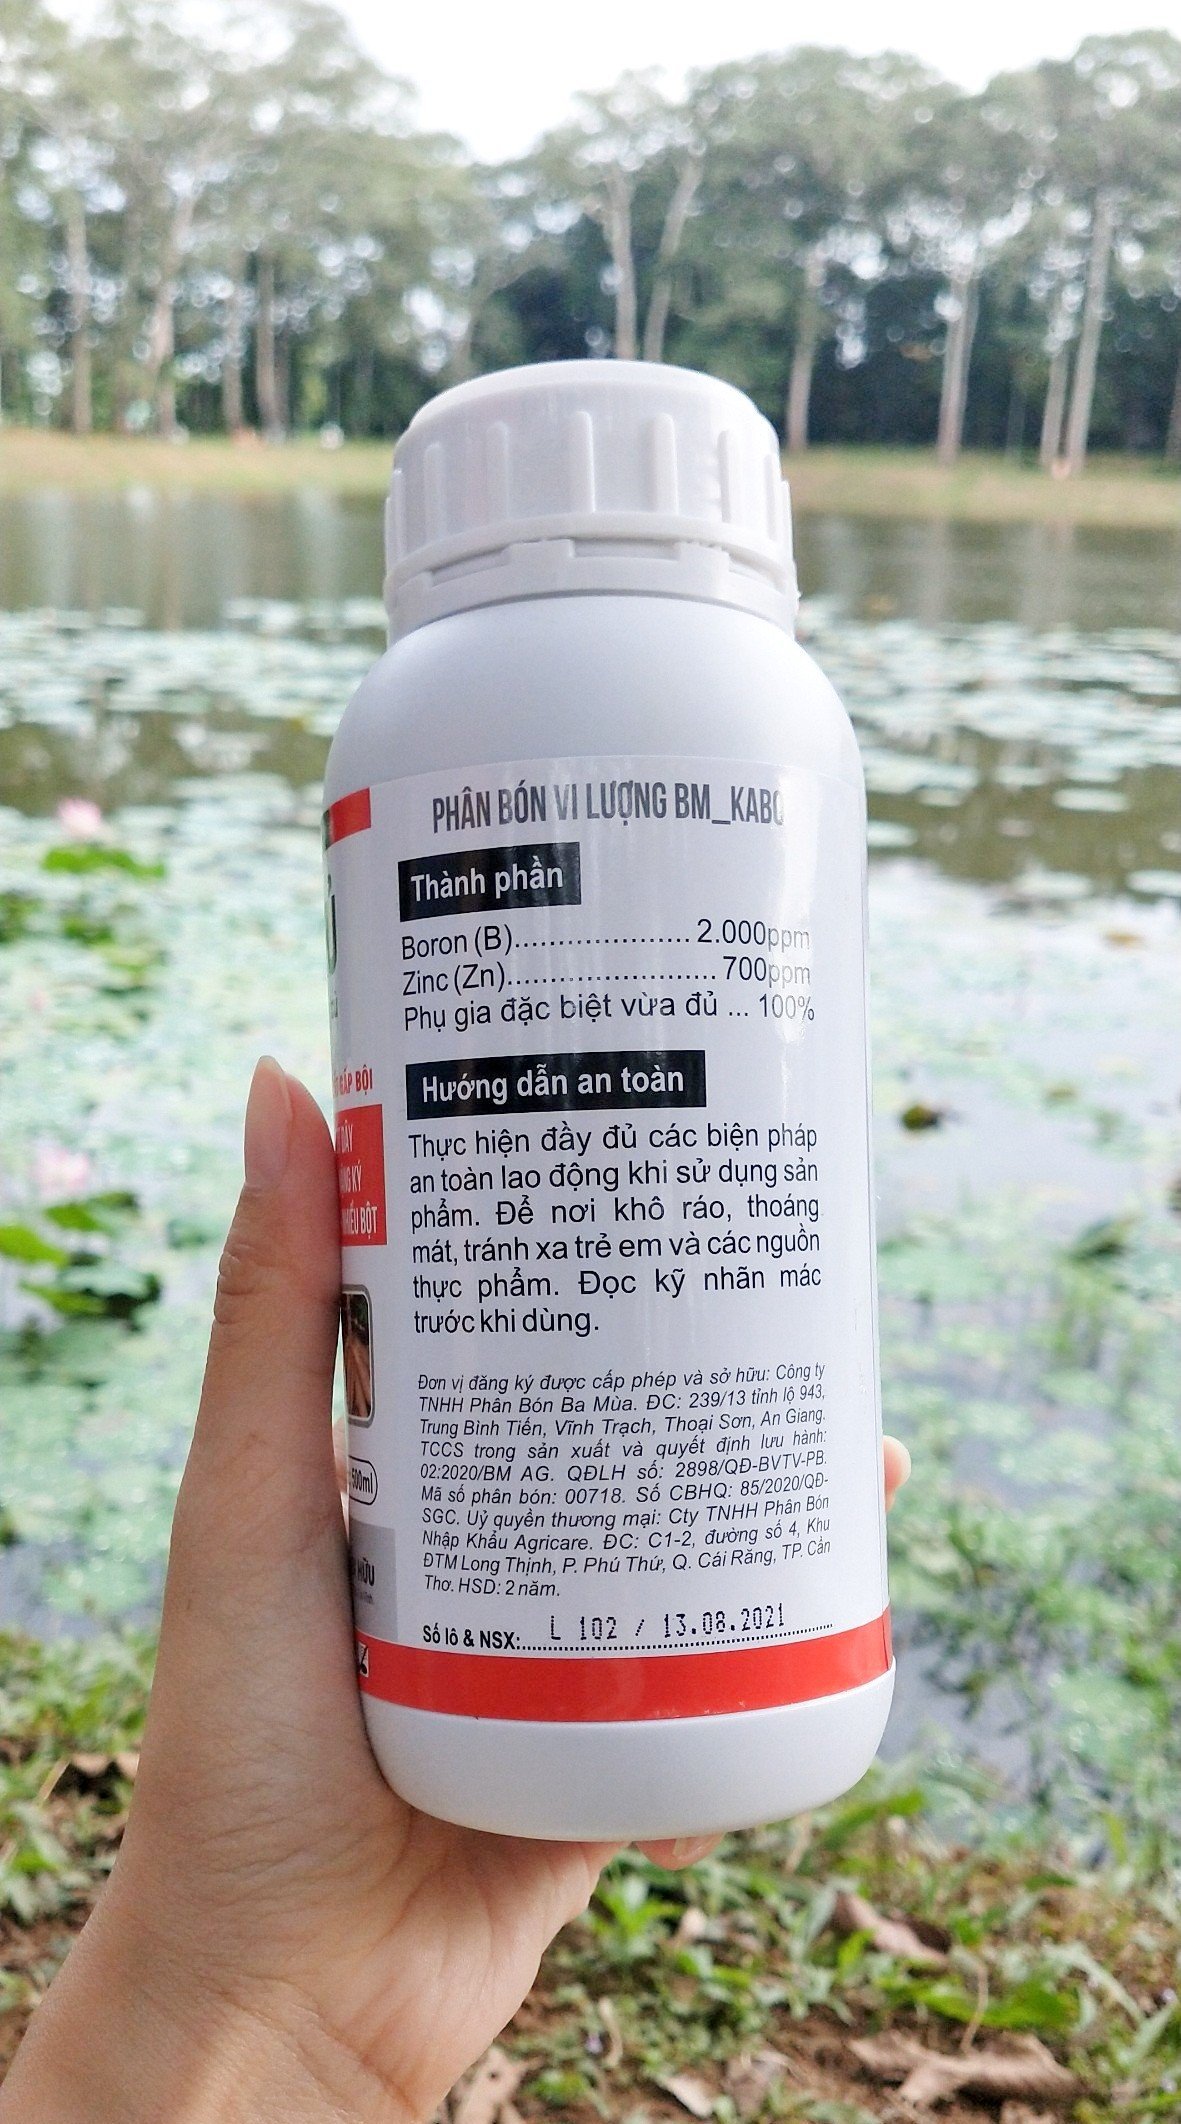 PHÂN BÓN VI LƯỢNG BM_KABO
Thành phần
Boron (B)..................... 2.000ppm
Zinc (Zn)......................... 700ppm
Phụ gia đặc biệt vừa đủ ... 100%
Hướng dẫn an toàn
Thực hiện đầy đủ các biện pháp
an toàn lao động khi sử dụng sản
phẩm. Để nơi khô ráo, thoáng
mát, tránh xa trẻ em và các nguồn
thực phẩm. Đọc kỹ nhãn mác
trước khi dùng.
Đơn vị đăng ký được cấp phép và sở hữu: Công ty
TNHH Phân Bón Ba Mùa. ĐC: 239/13 tỉnh lộ 943,
Trung Bình Tiến, Vĩnh Trạch, Thoại Sơn, An Giang.
TCCS trong sản xuất và quyết định lưu hành:
02:2020/BM AG. QĐLH số: 2898/QĐ-BVTV-PB.
Mã số phân bón: 00718. Số CBHQ: 85/2020/QĐ-
SGC. Uỷ quyền thương mại: Cty TNHH Phân Bón
Nhập Khẩu Agricare. ĐC: C1-2, đường số 4, Khu
ĐTM Long Thịnh, P. Phú Thứ, Q. Cái Răng, TP. Cần
Thơ. HSD: 2 năm.
Số lô & NSX: L 102 / 13.08.2021
GẤP BỘI
DÀY
NHIỀU BỘT
500ml
HỮU